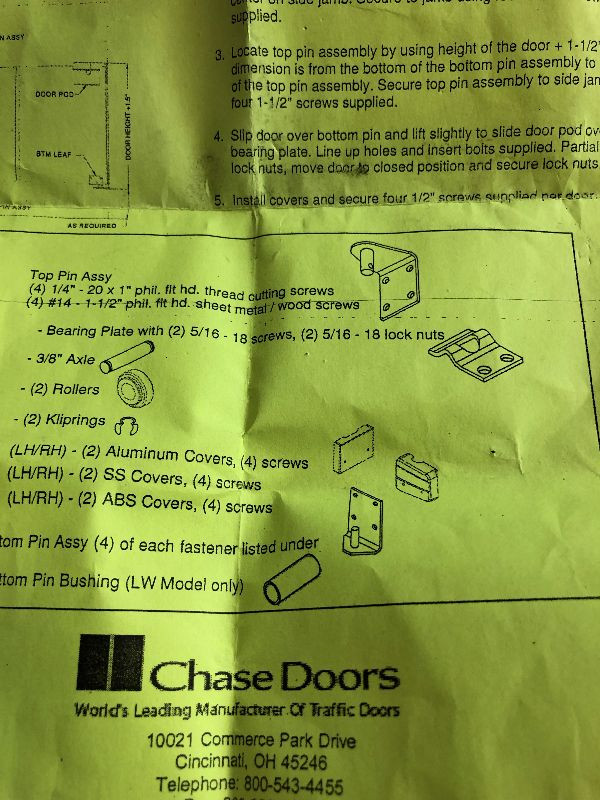 supplied.
3. Locate top pin assembly by using height of the door + 1-1/2"
dimension is from the bottom of the bottom pin assembly to
of the top pin assembly. Secure top pin assembly to side jam
four 1-1/2" screws supplied.
4. Slip door over bottom pin and lift slightly to slide door pod ov
bearing plate. Line up holes and insert bolts supplied. Partial
lock nuts, move door to closed position and secure lock nuts
5. Install covers and secure four 1/2" screws supplied per door.
N ASSY
DOOR POD
BTM LEAF
DOOR HEIGHT +1.5"
IN ASSY
AS REQUIRED
Top Pin Assy
(4) 1/4" - 20 x 1" phil. flt hd. thread cutting screws
(4) #14 - 1-1/2" phil. flt hd. sheet metal / wood screws
- Bearing Plate with (2) 5/16 - 18 screws, (2) 5/16 - 18 lock nuts
- 3/8" Axle
- (2) Rollers
- (2) Kliprings
(LH/RH) - (2) Aluminum Covers, (4) screws
(LH/RH) - (2) SS Covers, (4) screws
(LH/RH) - (2) ABS Covers, (4) screws
tom Pin Assy (4) of each fastener listed under
ttom Pin Bushing (LW Model only)
Chase Doors
World's Leading Manufacturer Of Traffic Doors
10021 Commerce Park Drive
Cincinnati, OH 45246
Telephone: 800-543-4455